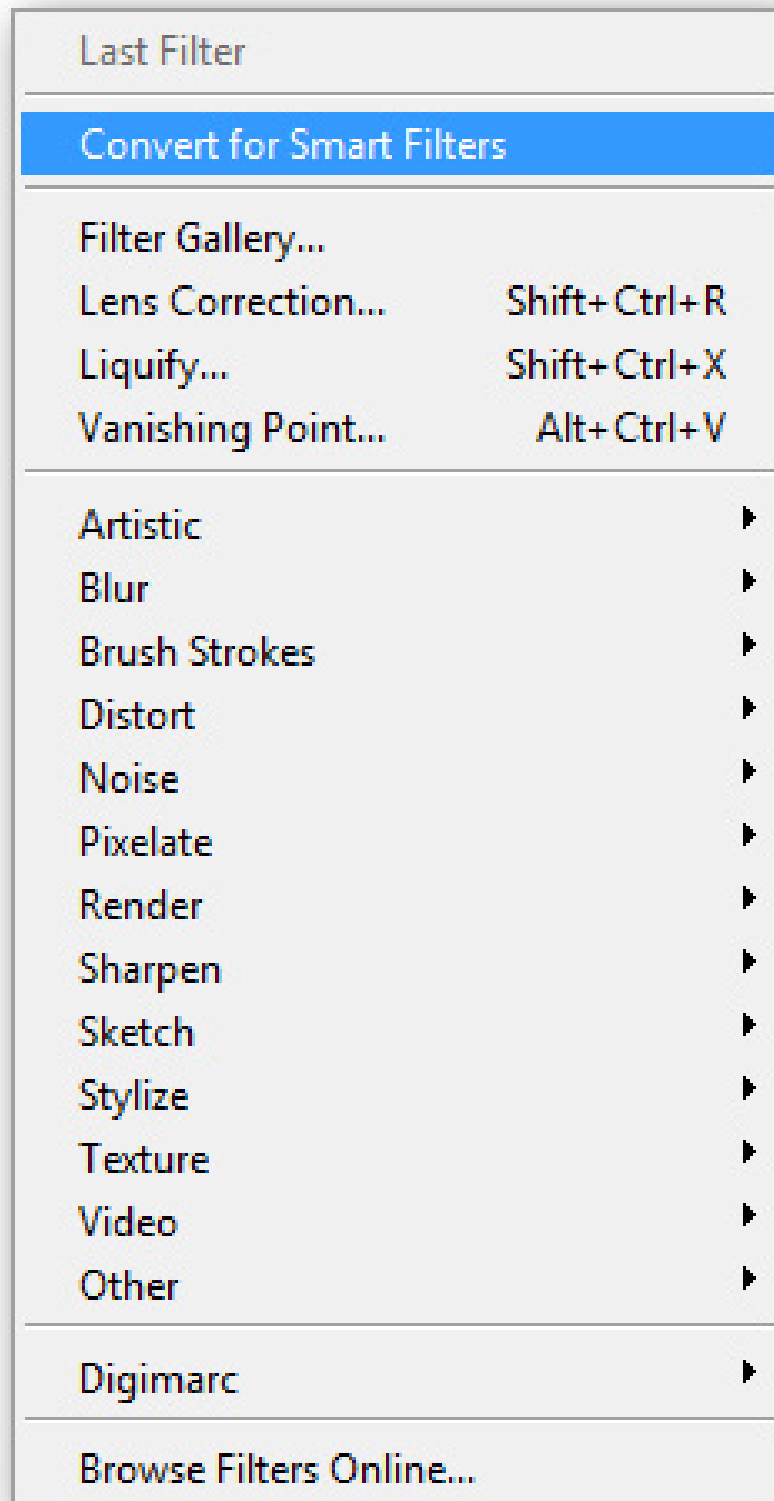 Last Filter
Convert for Smart Filters
Filter Gallery...
Lens Correction... Shift+Ctrl+R
Liquify... Shift+Ctrl+X
Vanishing Point... Alt+Ctrl+V
Artistic
Blur
Brush Strokes
Distort
Noise
Pixelate
Render
Sharpen
Sketch
Stylize
Texture
Video
Other
Digimarc
Browse Filters Online...